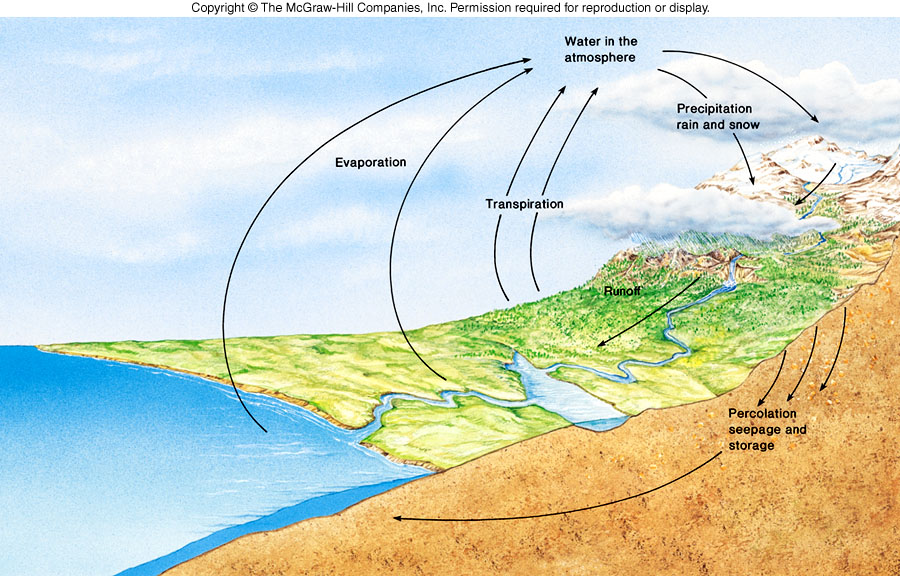 Copyright © The McGraw-Hill Companies, Inc. Permission required for reproduction or display.
Water in the
atmosphere
Precipitation
rain and snow
Evaporation
Transpiration
Runoff
Percolation
seepage and
storage